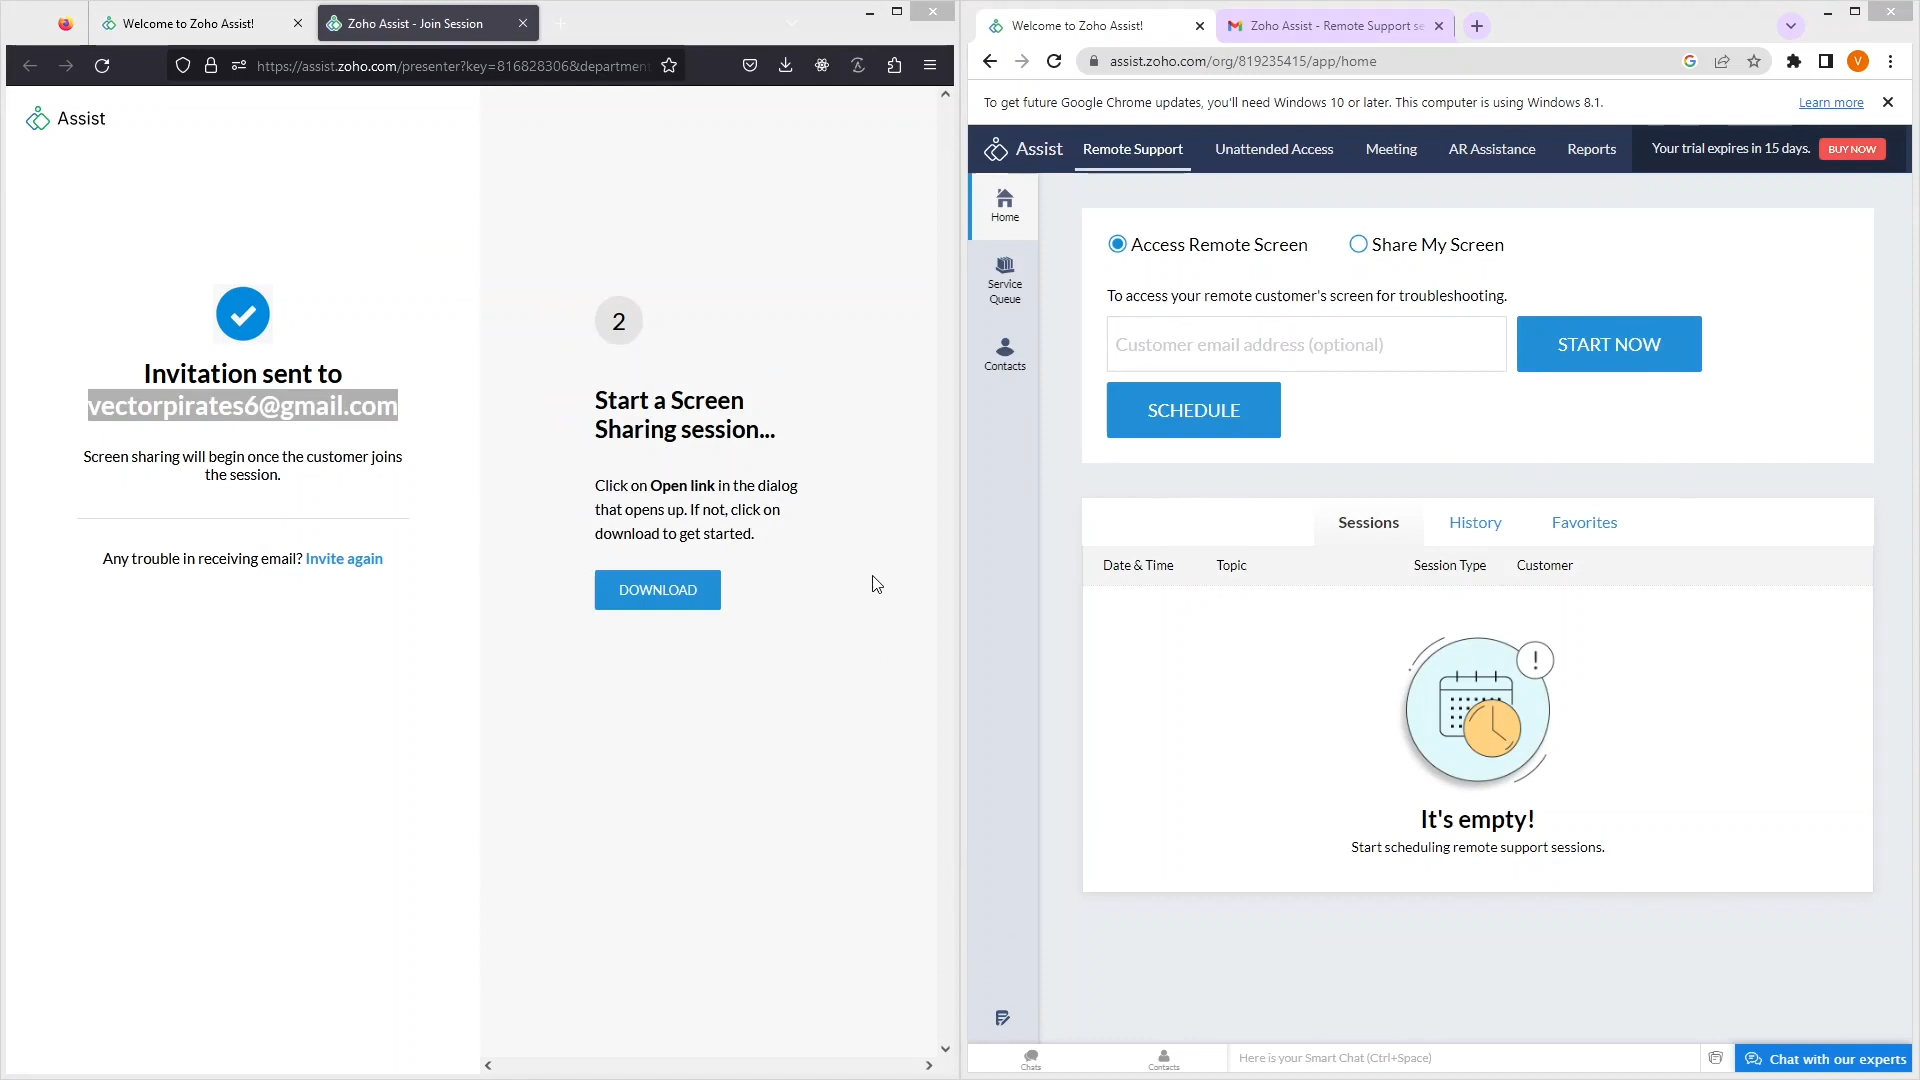 Welcome to Zoho Assist!
Zoho Assist - Join Session
https://assist.zoho.com/presenter?key=816828306&department
Assist
Invitation sent to
vectorpirates6@gmail.com
Screen sharing will begin once the customer joins
the session.
Any trouble in receiving email? Invite again
2
Start a Screen
Sharing session...
Click on Open link in the dialog
that opens up. If not, click on
download to get started.
DOWNLOAD
Welcome to Zoho Assist!
Zoho Assist - Remote Support se
assist.zoho.com/org/819235415/app/home
V
To get future Google Chrome updates, you'll need Windows 10 or later. This computer is using Windows 8.1.
Learn more
Assist
Remote Support
Unattended Access
Meeting
AR Assistance
Reports
Your trial expires in 15 days.
BUY NOW
Home
Service
Queue
Contacts
Access Remote Screen
Share My Screen
To access your remote customer's screen for troubleshooting.
Customer email address (optional)
START NOW
SCHEDULE
Sessions
History
Favorites
Date & Time
Topic
Session Type
Customer
It's empty!
Start scheduling remote support sessions.
Chats
Contacts
Here is your Smart Chat (Ctrl+Space)
Chat with our experts